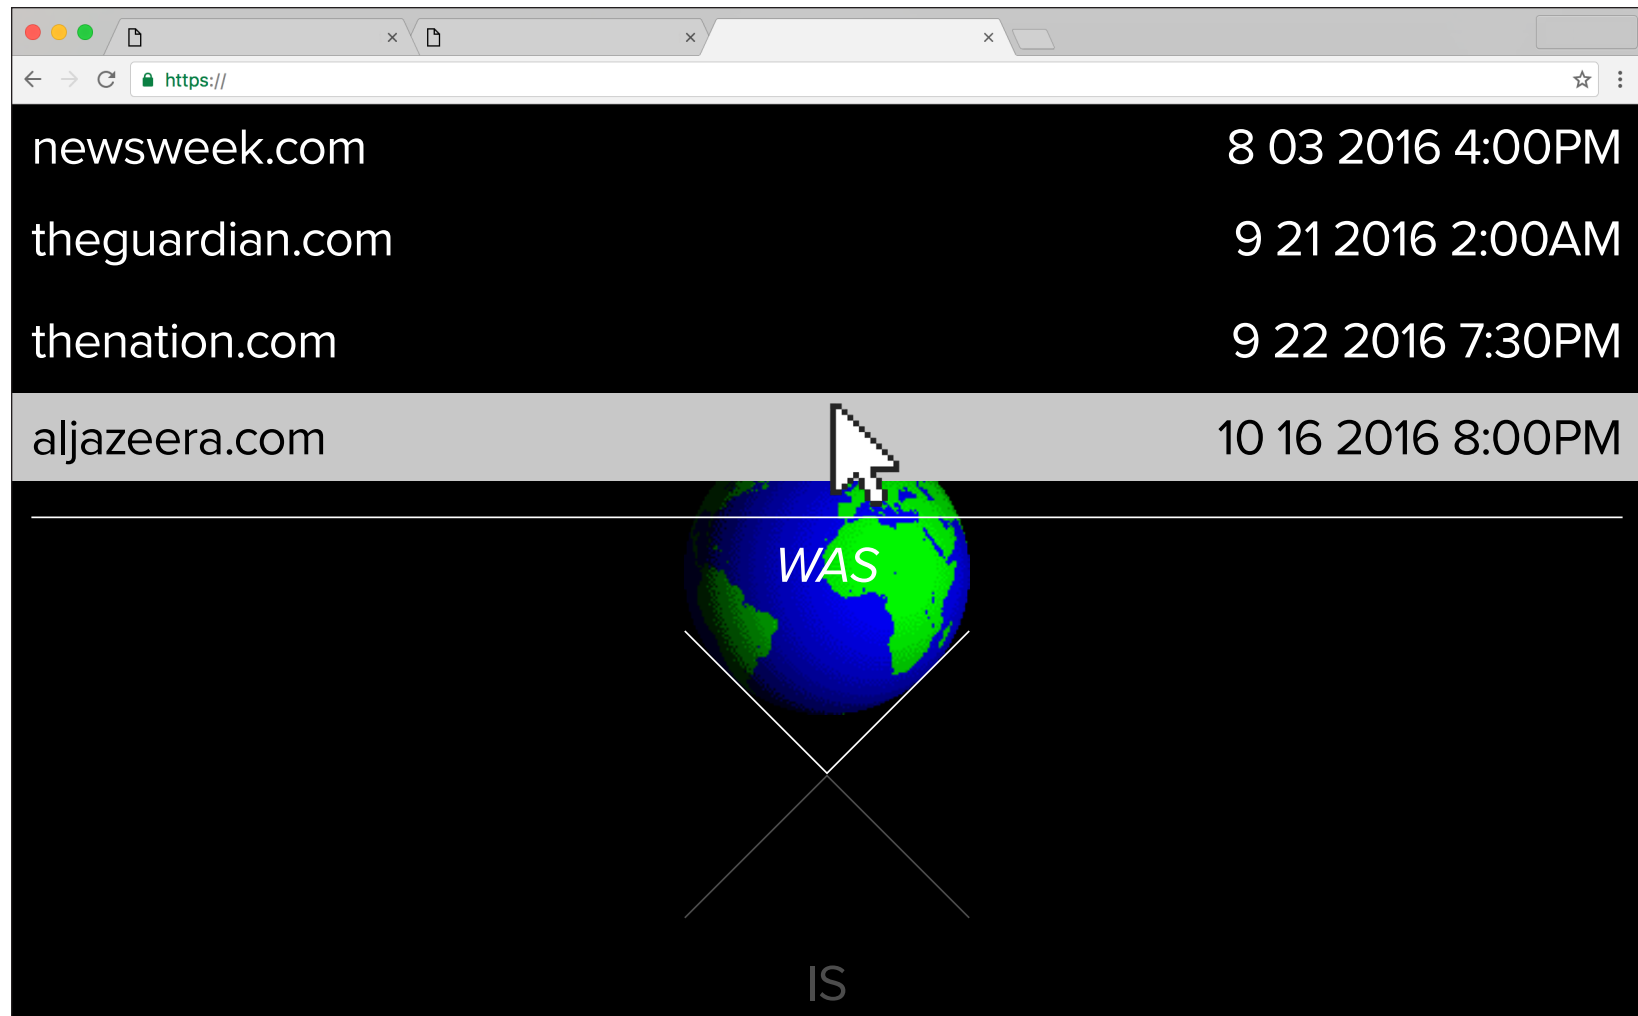 https://
newsweek.com 8 03 2016 4:00PM
theguardian.com 9 21 2016 2:00AM
thenation.com 9 22 2016 7:30PM
aljazeera.com 10 16 2016 8:00PM
WAS
IS